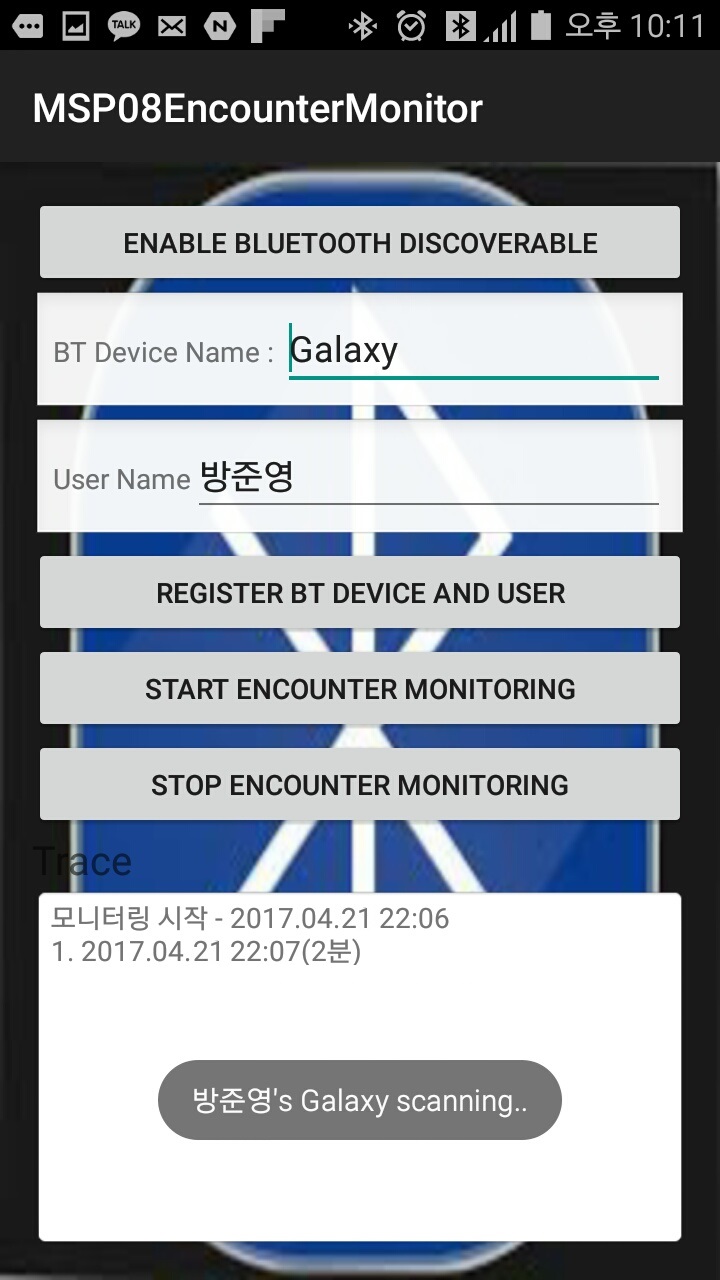 TALK
N
오후 10:11
MSP08EncounterMonitor
ENABLE BLUETOOTH DISCOVERABLE
BT Device Name : Galaxy
User Name 방준영
REGISTER BT DEVICE AND USER
START ENCOUNTER MONITORING
STOP ENCOUNTER MONITORING
Trace
모니터링 시작 - 2017.04.21 22:06
1. 2017.04.21 22:07(2분)
방준영's Galaxy scanning..